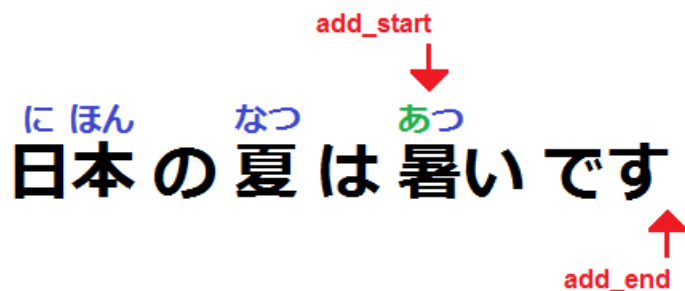 add_start
に ほん なつ あつ
日本 の 夏 は 暑い です
add_end